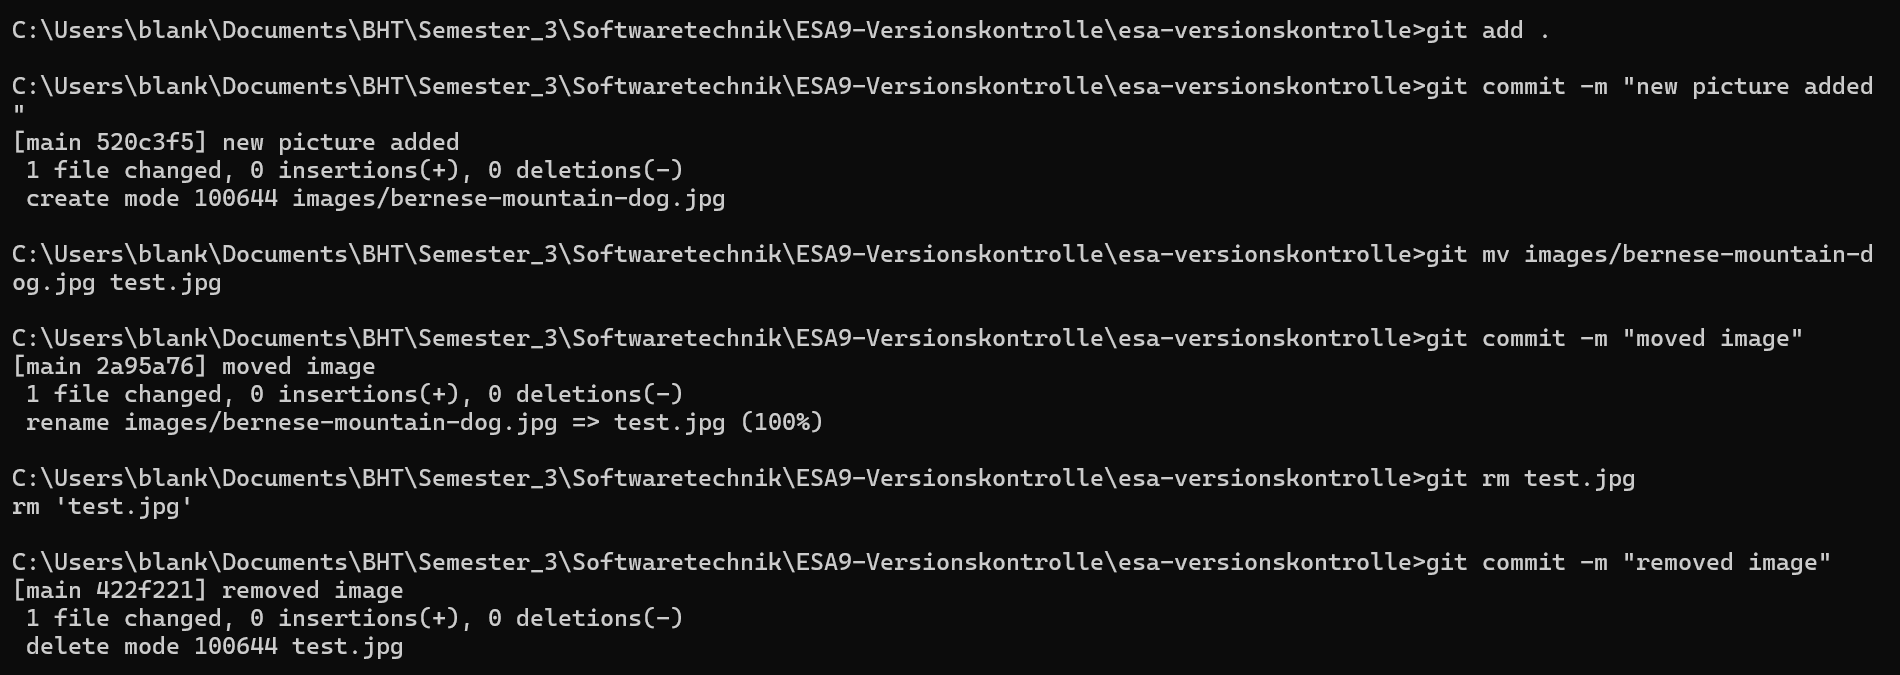 C:\Users\blank\Documents\BHT\Semester_3\Softwaretechnik\ESA9-Versionskontrolle\esa-versionskontrolle>git add .
C:\Users\blank\Documents\BHT\Semester_3\Softwaretechnik\ESA9-Versionskontrolle\esa-versionskontrolle>git commit -m "new picture added
"
[main 520c3f5] new picture added
 1 file changed, 0 insertions(+), 0 deletions(-)
 create mode 100644 images/bernese-mountain-dog.jpg
C:\Users\blank\Documents\BHT\Semester_3\Softwaretechnik\ESA9-Versionskontrolle\esa-versionskontrolle>git mv images/bernese-mountain-d
og.jpg test.jpg
C:\Users\blank\Documents\BHT\Semester_3\Softwaretechnik\ESA9-Versionskontrolle\esa-versionskontrolle>git commit -m "moved image"
[main 2a95a76] moved image
 1 file changed, 0 insertions(+), 0 deletions(-)
 rename images/bernese-mountain-dog.jpg => test.jpg (100%)
C:\Users\blank\Documents\BHT\Semester_3\Softwaretechnik\ESA9-Versionskontrolle\esa-versionskontrolle>git rm test.jpg
rm 'test.jpg'
C:\Users\blank\Documents\BHT\Semester_3\Softwaretechnik\ESA9-Versionskontrolle\esa-versionskontrolle>git commit -m "removed image"
[main 422f221] removed image
 1 file changed, 0 insertions(+), 0 deletions(-)
 delete mode 100644 test.jpg